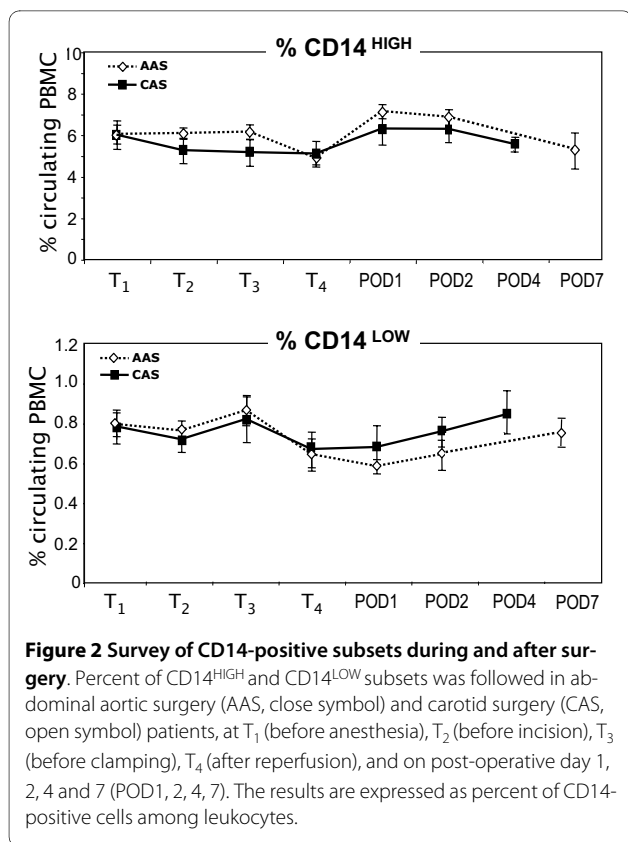 % CD14 HIGH
AAS
CAS
% circulating PBMC
10
8
6
4
2
0
T1 T2 T3 T4 POD1 POD2 POD4 POD7
% CD14 LOW
AAS
CAS
% circulating PBMC
1.2
1.0
0.8
0.6
0.4
0.2
0
T1 T2 T3 T4 POD1 POD2 POD4 POD7
Figure 2 Survey of CD14-positive subsets during and after sur-
gery. Percent of CD14HIGH and CD14LOW subsets was followed in ab-
dominal aortic surgery (AAS, close symbol) and carotid surgery (CAS,
open symbol) patients, at T1 (before anesthesia), T2 (before incision), T3
(before clamping), T4 (after reperfusion), and on post-operative day 1,
2, 4 and 7 (POD1, 2, 4, 7). The results are expressed as percent of CD14-
positive cells among leukocytes.